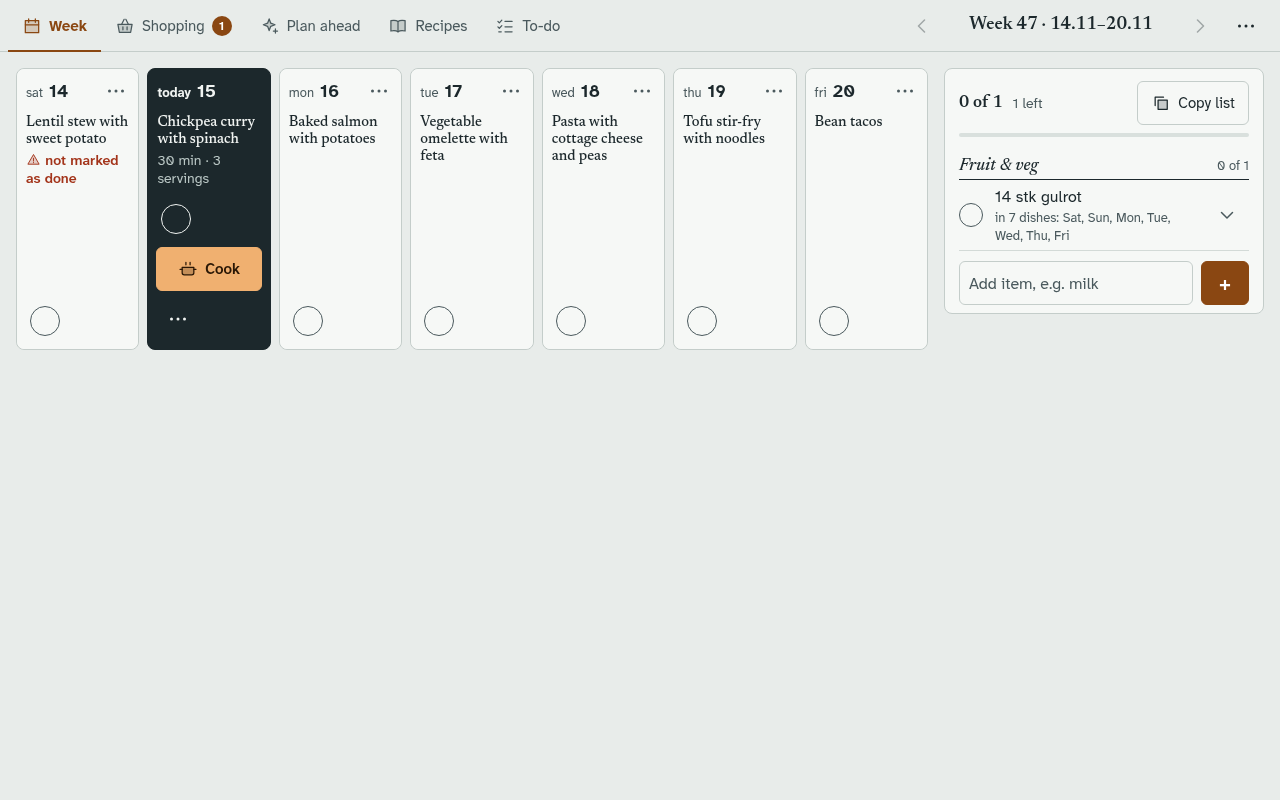 Week
Shopping 1
Plan ahead
Recipes
To-do
Week 47 · 14.11–20.11
sat 14
Lentil stew with
sweet potato
not marked
as done
today 15
Chickpea curry
with spinach
30 min · 3
servings
Cook
mon 16
Baked salmon
with potatoes
tue 17
Vegetable
omelette with
feta
wed 18
Pasta with
cottage cheese
and peas
thu 19
Tofu stir-fry
with noodles
fri 20
Bean tacos
0 of 1 1 left
Copy list
Fruit & veg 0 of 1
14 stk gulrot
in 7 dishes: Sat, Sun, Mon, Tue,
Wed, Thu, Fri
Add item, e.g. milk
+